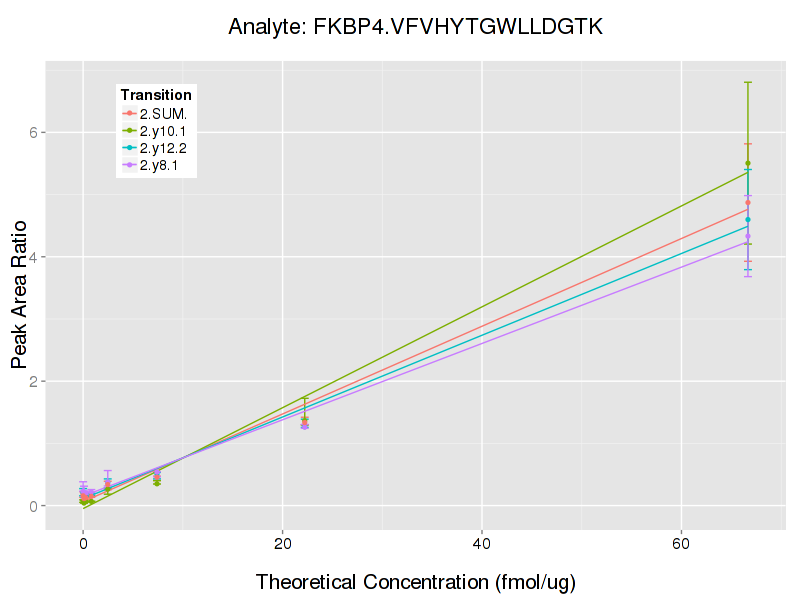 Analyte: FKBP4.VFVHYTGWLLDGTK
Transition
2.SUM.
2.y10.1
2.y12.2
2.y8.1
6
4
2
0
Peak Area Ratio
0 20 40 60
Theoretical Concentration (fmol/ug)